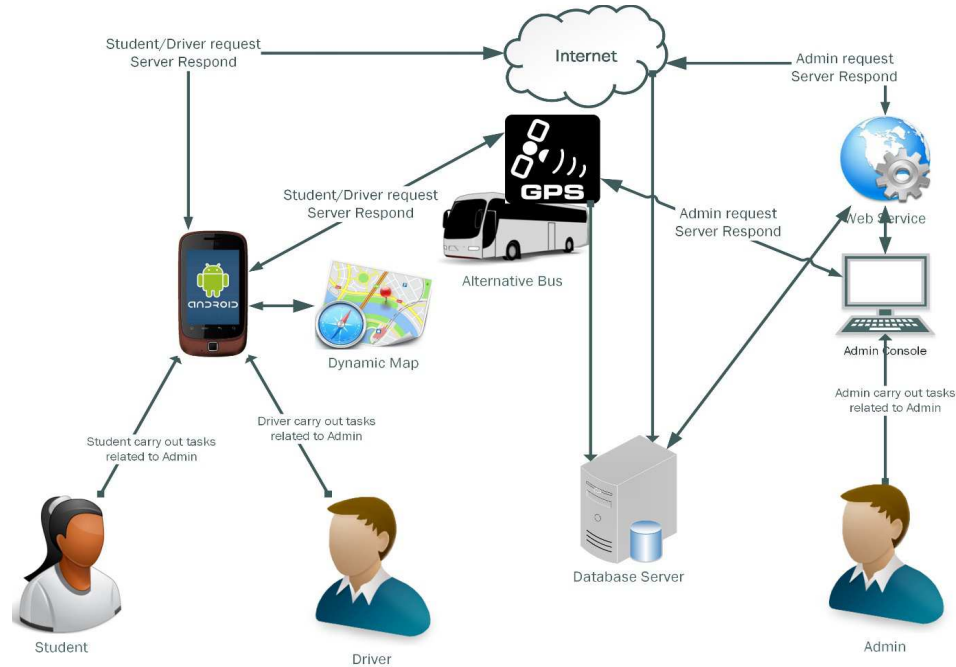 Student/Driver request
Server Respond
Internet
Admin request
Server Respond
GPS
Student/Driver request
Server Respond
Admin request
Server Respond
Web Service
Alternative Bus
ANDROID
Dynamic Map
Admin Console
Admin carry out tasks
related to Admin
Driver carry out tasks
related to Admin
Student carry out tasks
related to Admin
Database Server
Student
Driver
Admin